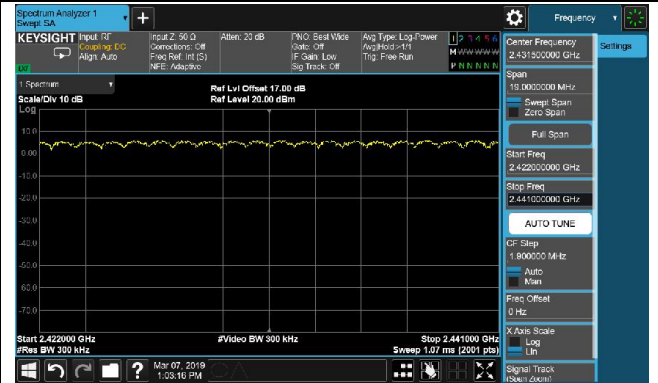 Spectrum Analyzer 1
Swept SA
Frequency
KEYSIGHT
Input: RF
Coupling: DC
Align: Auto
Input Z: 50 Ω
Corrections: Off
Freq Ref: Int (S)
NFE: Adaptive
Atten: 20 dB
PNO: Best Wide
Gate: Off
IF Gain: Low
Sig Track: Off
Avg Type: Log-Power
Avg|Hold:>1/1
Trig: Free Run
1 2 3 4 5 6
M W W W W W
P N N N N N
Center Frequency
2.431500000 GHz
Settings
Span
19.0000000 MHz
Swept Span
Zero Span
Full Span
Start Freq
2.422000000 GHz
Stop Freq
2.441000000 GHz
AUTO TUNE
CF Step
1.900000 MHz
Auto
Man
Freq Offset
0 Hz
X Axis Scale
Log
Lin
Signal Track
(Span Zoom)
1 Spectrum
Scale/Div 10 dB
Ref Lvl Offset 17.00 dB
Ref Level 20.00 dBm
Log
10.0
0.00
-10.0
-20.0
-30.0
-40.0
-50.0
-60.0
-70.0
Start 2.422000 GHz
#Res BW 300 kHz
#Video BW 300 kHz
Stop 2.441000 GHz
Sweep 1.07 ms (2001 pts)
?
Mar 07, 2019
1:03:16 PM